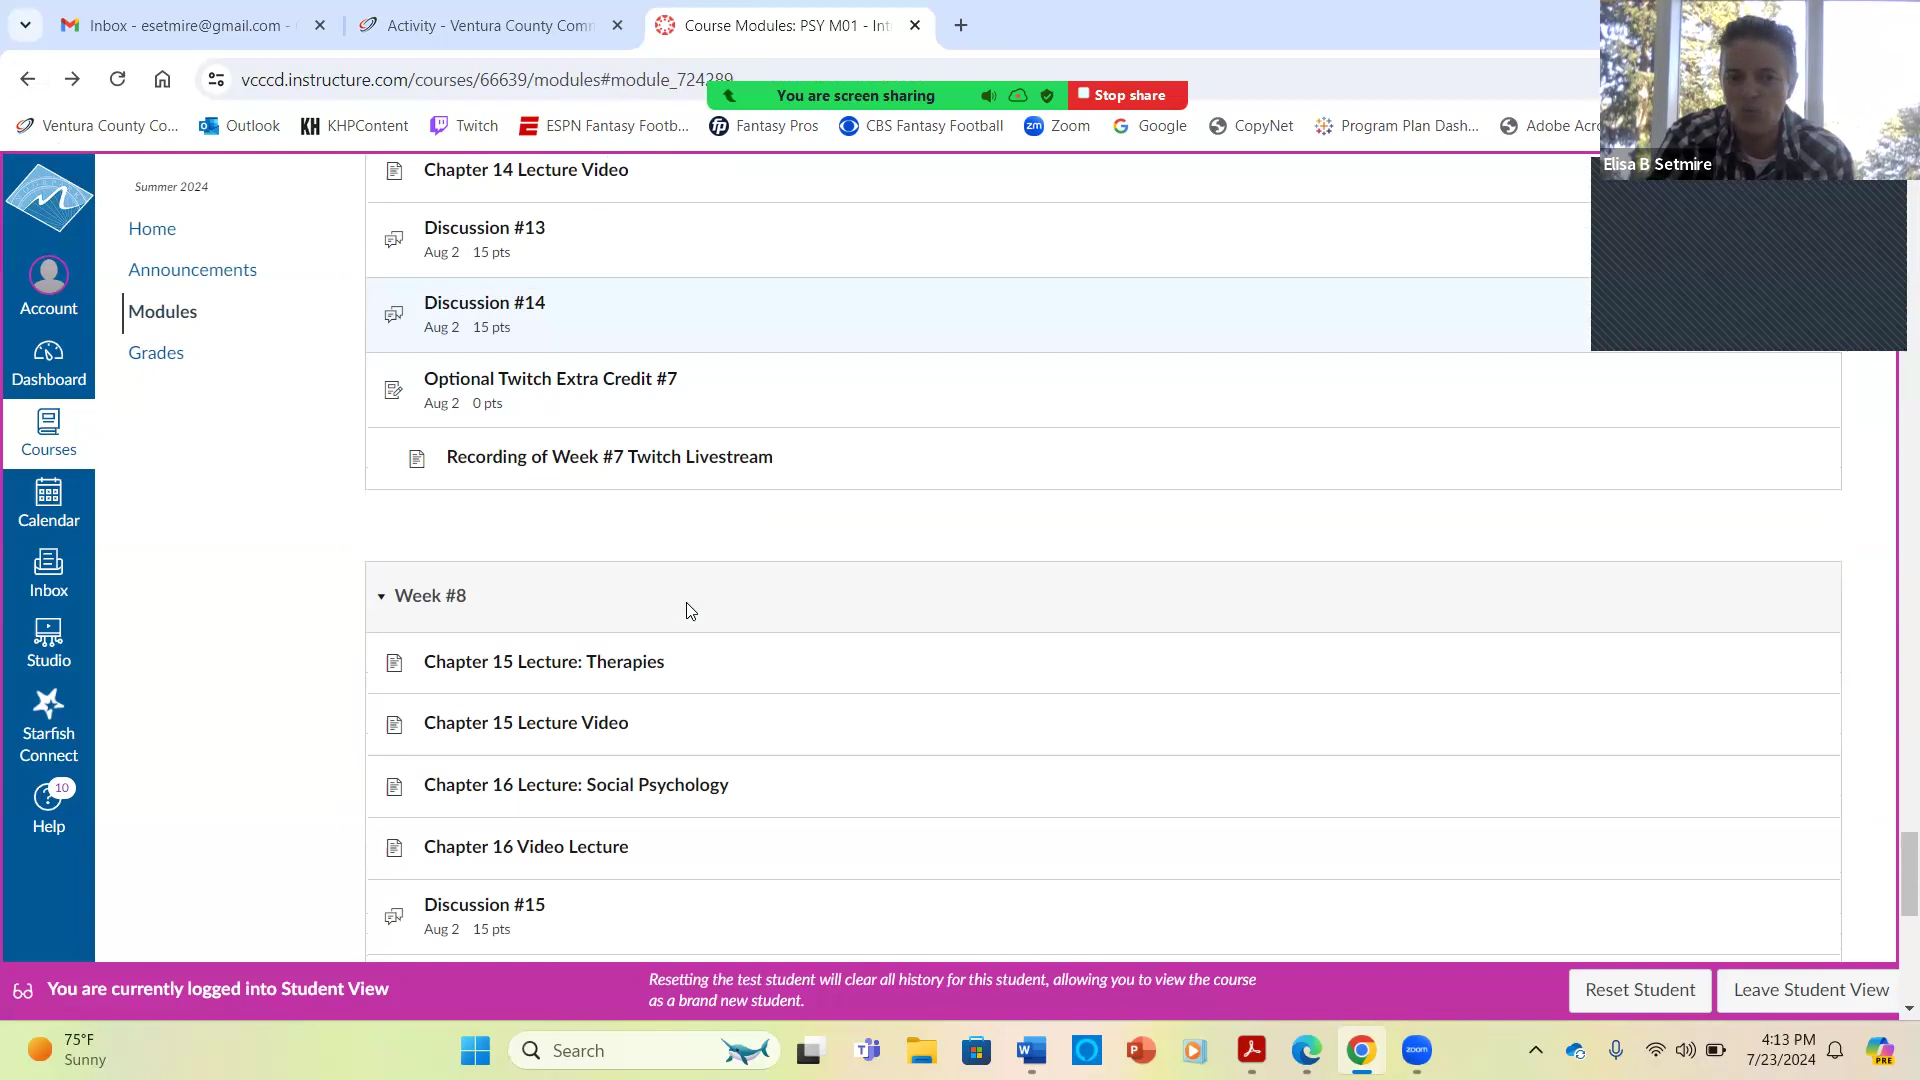 Inbox - esetmire@gmail.com -
Activity - Ventura County Comm
Course Modules: PSY M01 - Int
vcccd.instructure.com/courses/66639/modules#module_724289
You are screen sharing
Stop share
Ventura County Co...
Outlook
KHPContent
Twitch
ESPN Fantasy Footb...
Fantasy Pros
CBS Fantasy Football
Zoom
Google
CopyNet
Program Plan Dash...
Adobe Acro
Elisa B Setmire
Account
Dashboard
Courses
Calendar
Inbox
Studio
Starfish
Connect
10
Help
Summer 2024
Home
Announcements
Modules
Grades
Chapter 14 Lecture Video
Discussion #13
Aug 2 15 pts
Discussion #14
Aug 2 15 pts
Optional Twitch Extra Credit #7
Aug 2 0 pts
Recording of Week #7 Twitch Livestream
Week #8
Chapter 15 Lecture: Therapies
Chapter 15 Lecture Video
Chapter 16 Lecture: Social Psychology
Chapter 16 Video Lecture
Discussion #15
Aug 2 15 pts
You are currently logged into Student View
Resetting the test student will clear all history for this student, allowing you to view the course
as a brand new student.
Reset Student
Leave Student View
75°F
Sunny
Search
zoom
4:13 PM
7/23/2024
PRE